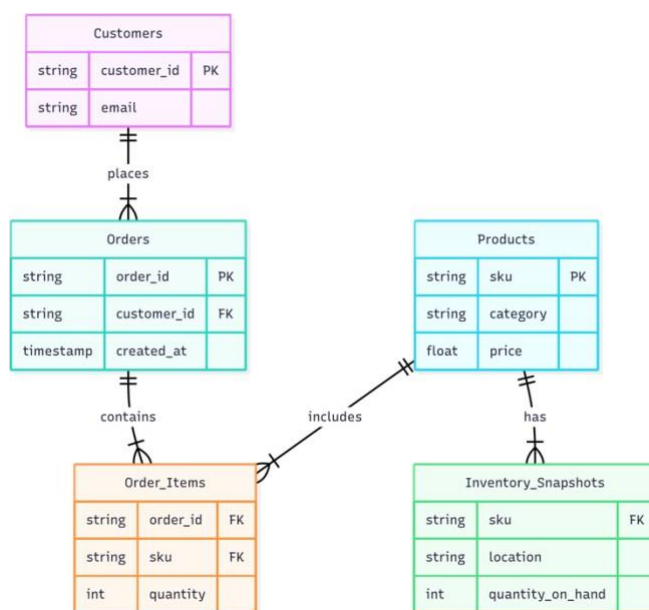 Customers
string customer_id PK
string email
places
Orders
string order_id PK
string customer_id FK
timestamp created_at
Products
string sku PK
string category
float price
contains
includes
has
Order_Items
string order_id FK
string sku FK
int quantity
Inventory_Snapshots
string sku FK
string location
int quantity_on_hand